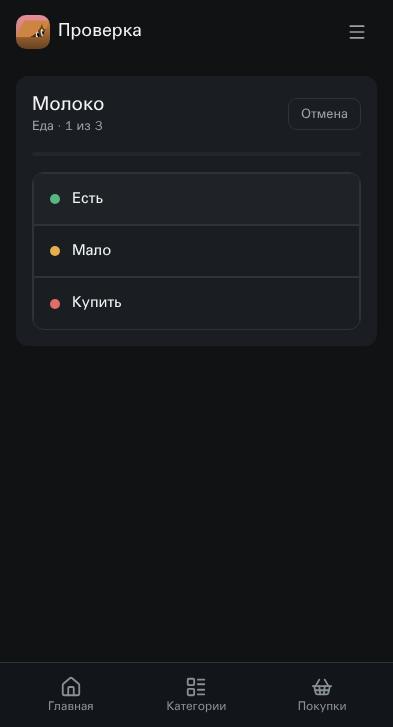 Проверка
Молоко
Еда · 1 из 3
Отмена
Есть
Мало
Купить
Главная
Категории
Покупки